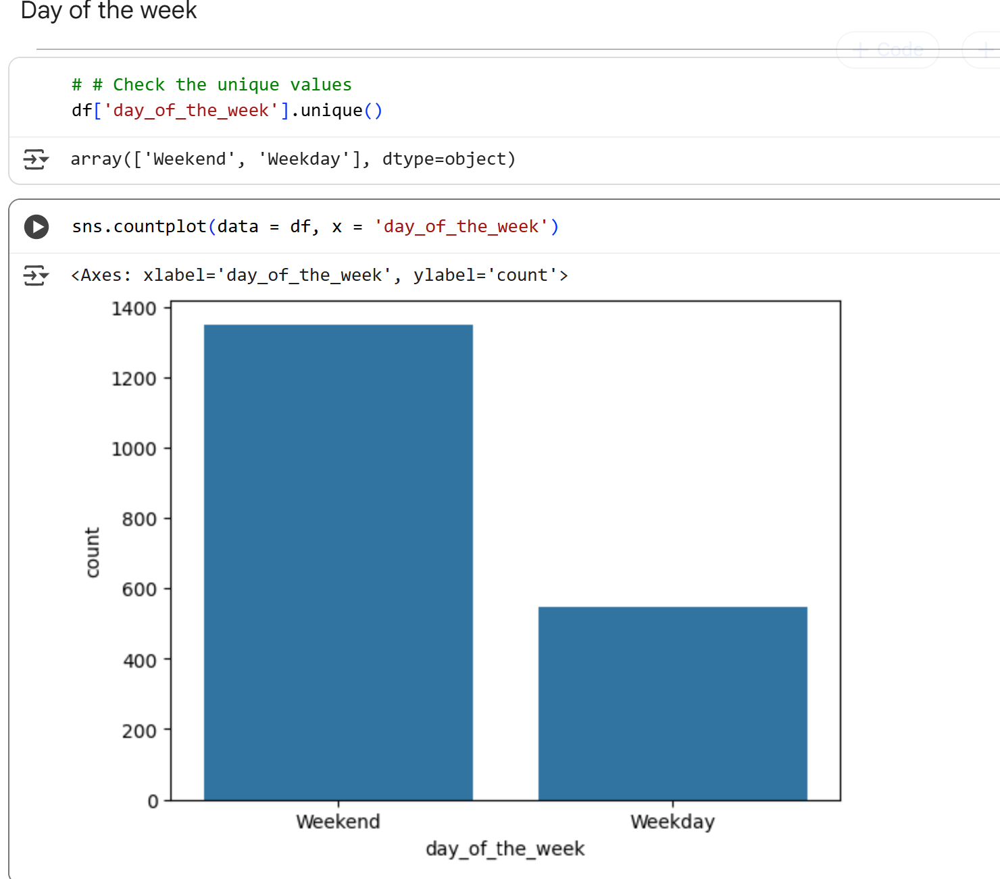 Day of the week
+ Code
+
# # Check the unique values
df['day_of_the_week'].unique()
array(['Weekend', 'Weekday'], dtype=object)
sns.countplot(data = df, x = 'day_of_the_week')
<Axes: xlabel='day_of_the_week', ylabel='count'>
1400
1200
1000
800
600
400
200
0
count
Weekend
Weekday
day_of_the_week